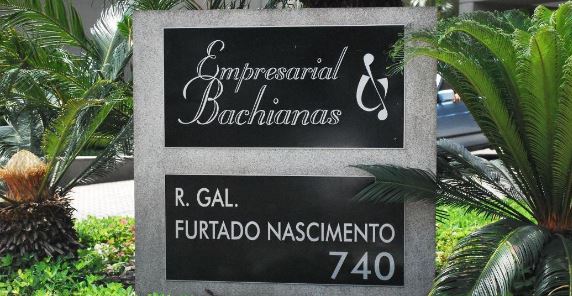 Empresarial
Bachianas
R. GAL.
FURTADO NASCIMENTO
740